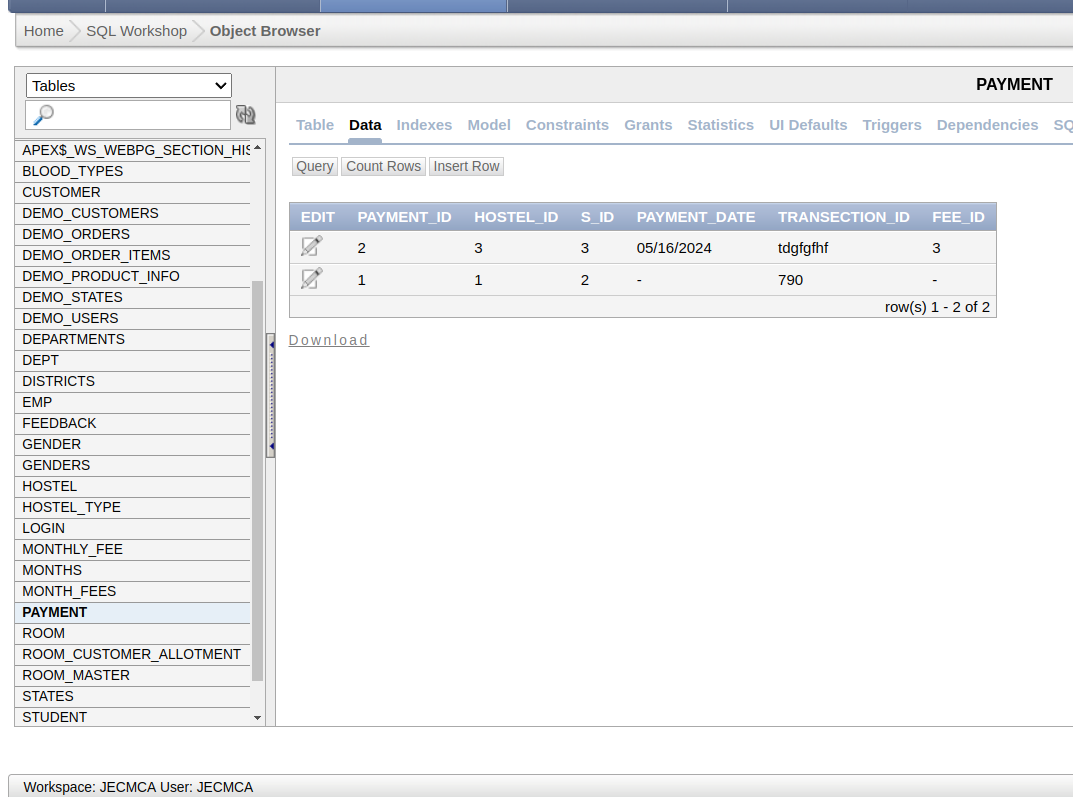 Home SQL Workshop Object Browser
Tables
PAYMENT
Table Data Indexes Model Constraints Grants Statistics UI Defaults Triggers Dependencies SQ
Query Count Rows Insert Row
EDIT PAYMENT_ID HOSTEL_ID S_ID PAYMENT_DATE TRANSECTION_ID FEE_ID
2 3 3 05/16/2024 tdgfgfhf 3
1 1 2 - 790 -
row(s) 1 - 2 of 2
Download
APEX$_WS_WEBPG_SECTION_HIS
BLOOD_TYPES
CUSTOMER
DEMO_CUSTOMERS
DEMO_ORDERS
DEMO_ORDER_ITEMS
DEMO_PRODUCT_INFO
DEMO_STATES
DEMO_USERS
DEPARTMENTS
DEPT
DISTRICTS
EMP
FEEDBACK
GENDER
GENDERS
HOSTEL
HOSTEL_TYPE
LOGIN
MONTHLY_FEE
MONTHS
MONTH_FEES
PAYMENT
ROOM
ROOM_CUSTOMER_ALLOTMENT
ROOM_MASTER
STATES
STUDENT
Workspace: JECMCA User: JECMCA